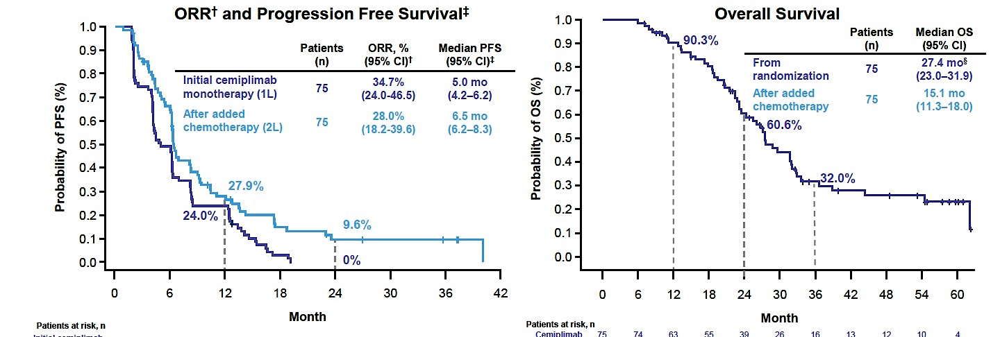 ORR† and Progression Free Survival‡
Probability of PFS (%)
1.0
0.9
0.8
0.7
0.6
0.5
0.4
0.3
0.2
0.1
0.0
Patients (n)
ORR, % (95% CI)†
Median PFS (95% CI)‡
Initial cemiplimab monotherapy (1L)
75
34.7% (24.0-46.5)
5.0 mo (4.2–6.2)
After added chemotherapy (2L)
75
28.0% (18.2-39.6)
6.5 mo (6.2–8.3)
27.9%
24.0%
9.6%
0%
0 6 12 18 24 30 36 42
Month
Patients at risk, n
Initial cemiplimab
Overall Survival
Probability of OS (%)
1.0
0.9
0.8
0.7
0.6
0.5
0.4
0.3
0.2
0.1
0.0
Patients (n)
Median OS (95% CI)
From randomization
75
27.4 mo§ (23.0–31.9)
After added chemotherapy
75
15.1 mo (11.3–18.0)
90.3%
60.6%
32.0%
0 6 12 18 24 30 36 42 48 54 60
Month
Patients at risk, n
Cemiplimab 75 74 63 55 39 26 16 13 12 10 4